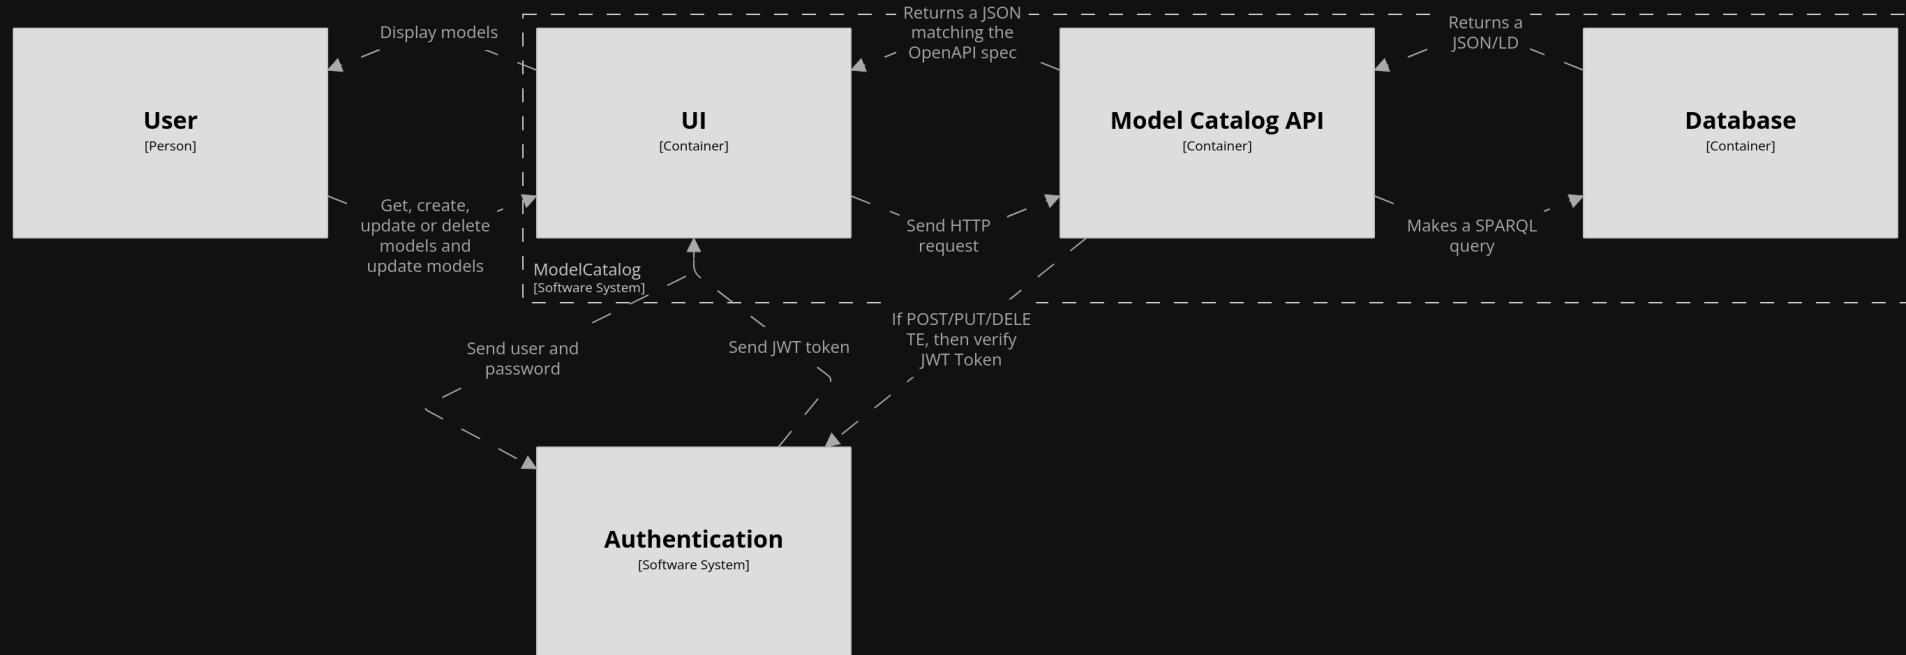 Display models
Returns a JSON
matching the
OpenAPI spec
Returns a
JSON/LD
User
[Person]
UI
[Container]
Model Catalog API
[Container]
Database
[Container]
Get, create,
update or delete
models and
update models
Send HTTP
request
Makes a SPARQL
query
ModelCatalog
[Software System]
If POST/PUT/DELE
TE, then verify
JWT Token
Send user and
password
Send JWT token
Authentication
[Software System]